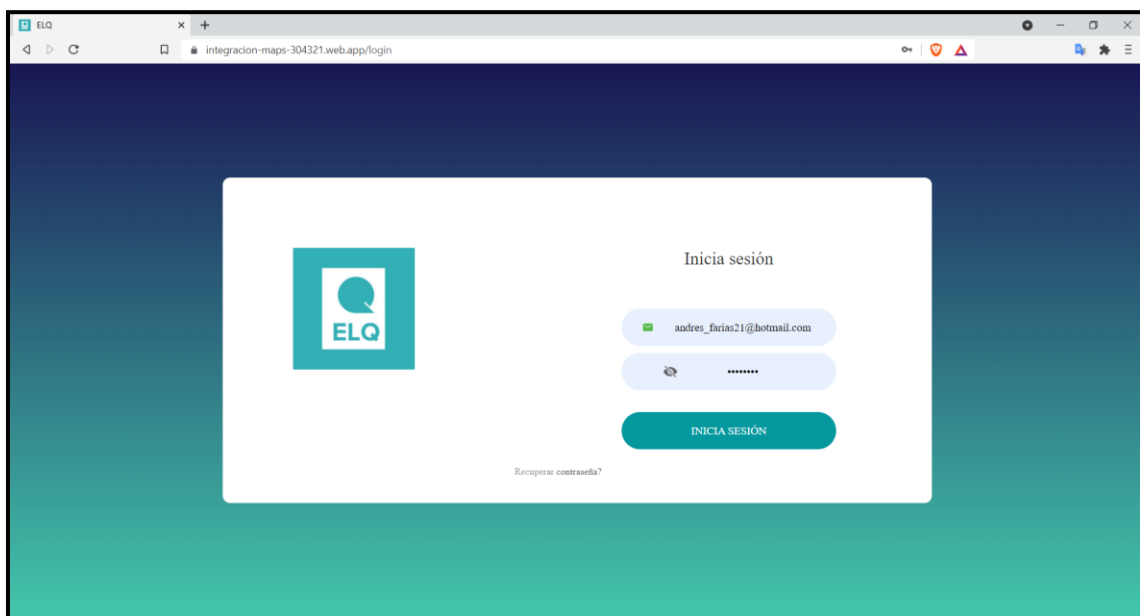 ELQ
integracion-maps-304321.web.app/login
ELQ
Inicia sesión
andres_farias21@hotmail.com
••••••••
INICIA SESIÓN
Recuperar contraseña?